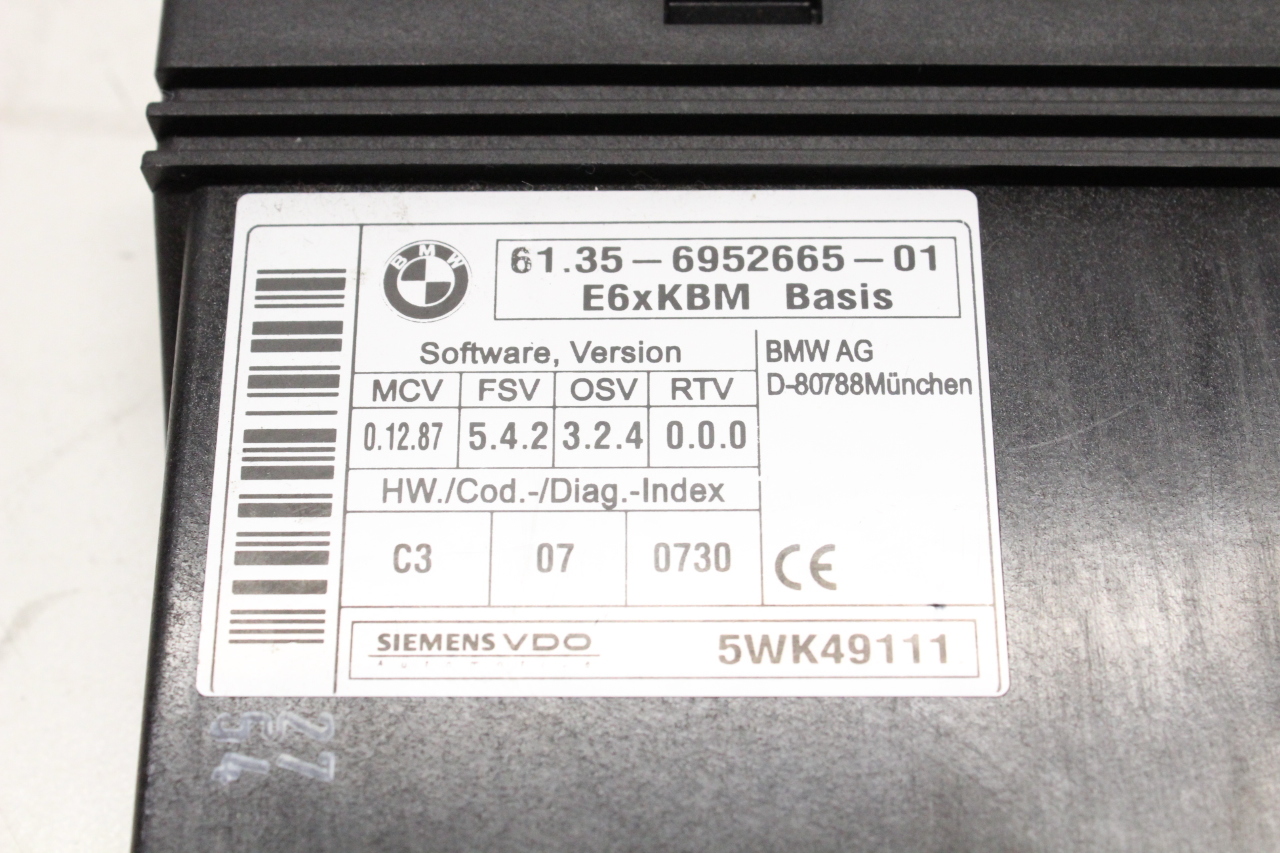 BMW
61.35-6952665-01
E6xKBM Basis
Software, Version
BMW AG
D-80788München
MCV FSV OSV RTV
0.12.87 5.4.2 3.2.4 0.0.0
HW./Cod.-/Diag.-Index
C3 07 0730
CE
SIEMENS VDO
Automotive
5WK49111